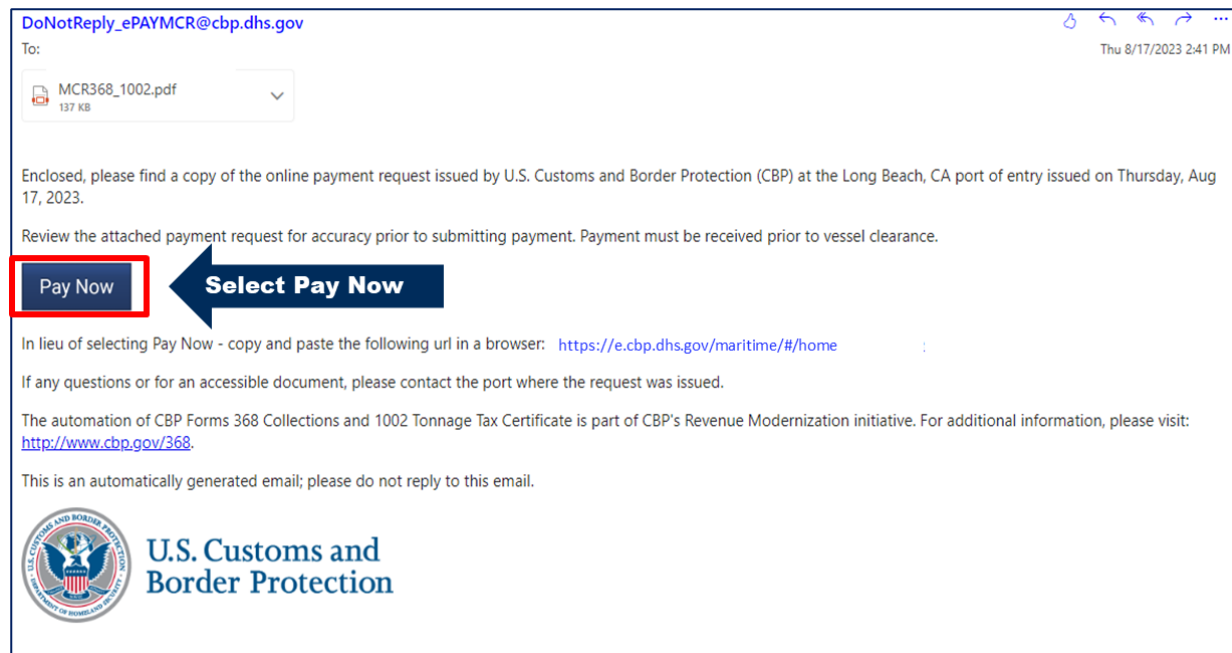 DoNotReply_ePAYMCR@cbp.dhs.gov
To:
Thu 8/17/2023 2:41 PM
MCR368_1002.pdf
137 KB
Enclosed, please find a copy of the online payment request issued by U.S. Customs and Border Protection (CBP) at the Long Beach, CA port of entry issued on Thursday, Aug
17, 2023.
Review the attached payment request for accuracy prior to submitting payment. Payment must be received prior to vessel clearance.
Pay Now
Select Pay Now
In lieu of selecting Pay Now - copy and paste the following url in a browser: https://e.cbp.dhs.gov/maritime/#/home
If any questions or for an accessible document, please contact the port where the request was issued.
The automation of CBP Forms 368 Collections and 1002 Tonnage Tax Certificate is part of CBP's Revenue Modernization initiative. For additional information, please visit:
http://www.cbp.gov/368.
This is an automatically generated email; please do not reply to this email.
U.S. CUSTOMS AND BORDER PROTECTION
DEPARTMENT OF HOMELAND SECURITY
U.S. Customs and
Border Protection